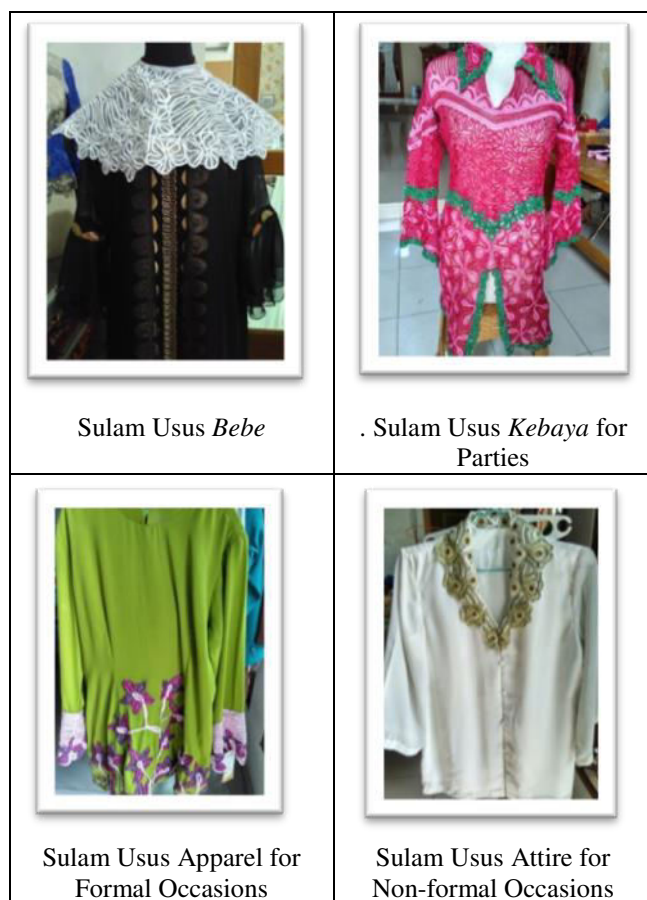 Sulam Usus Bebe
. Sulam Usus Kebaya for
Parties
Sulam Usus Apparel for
Formal Occasions
Sulam Usus Attire for
Non-formal Occasions